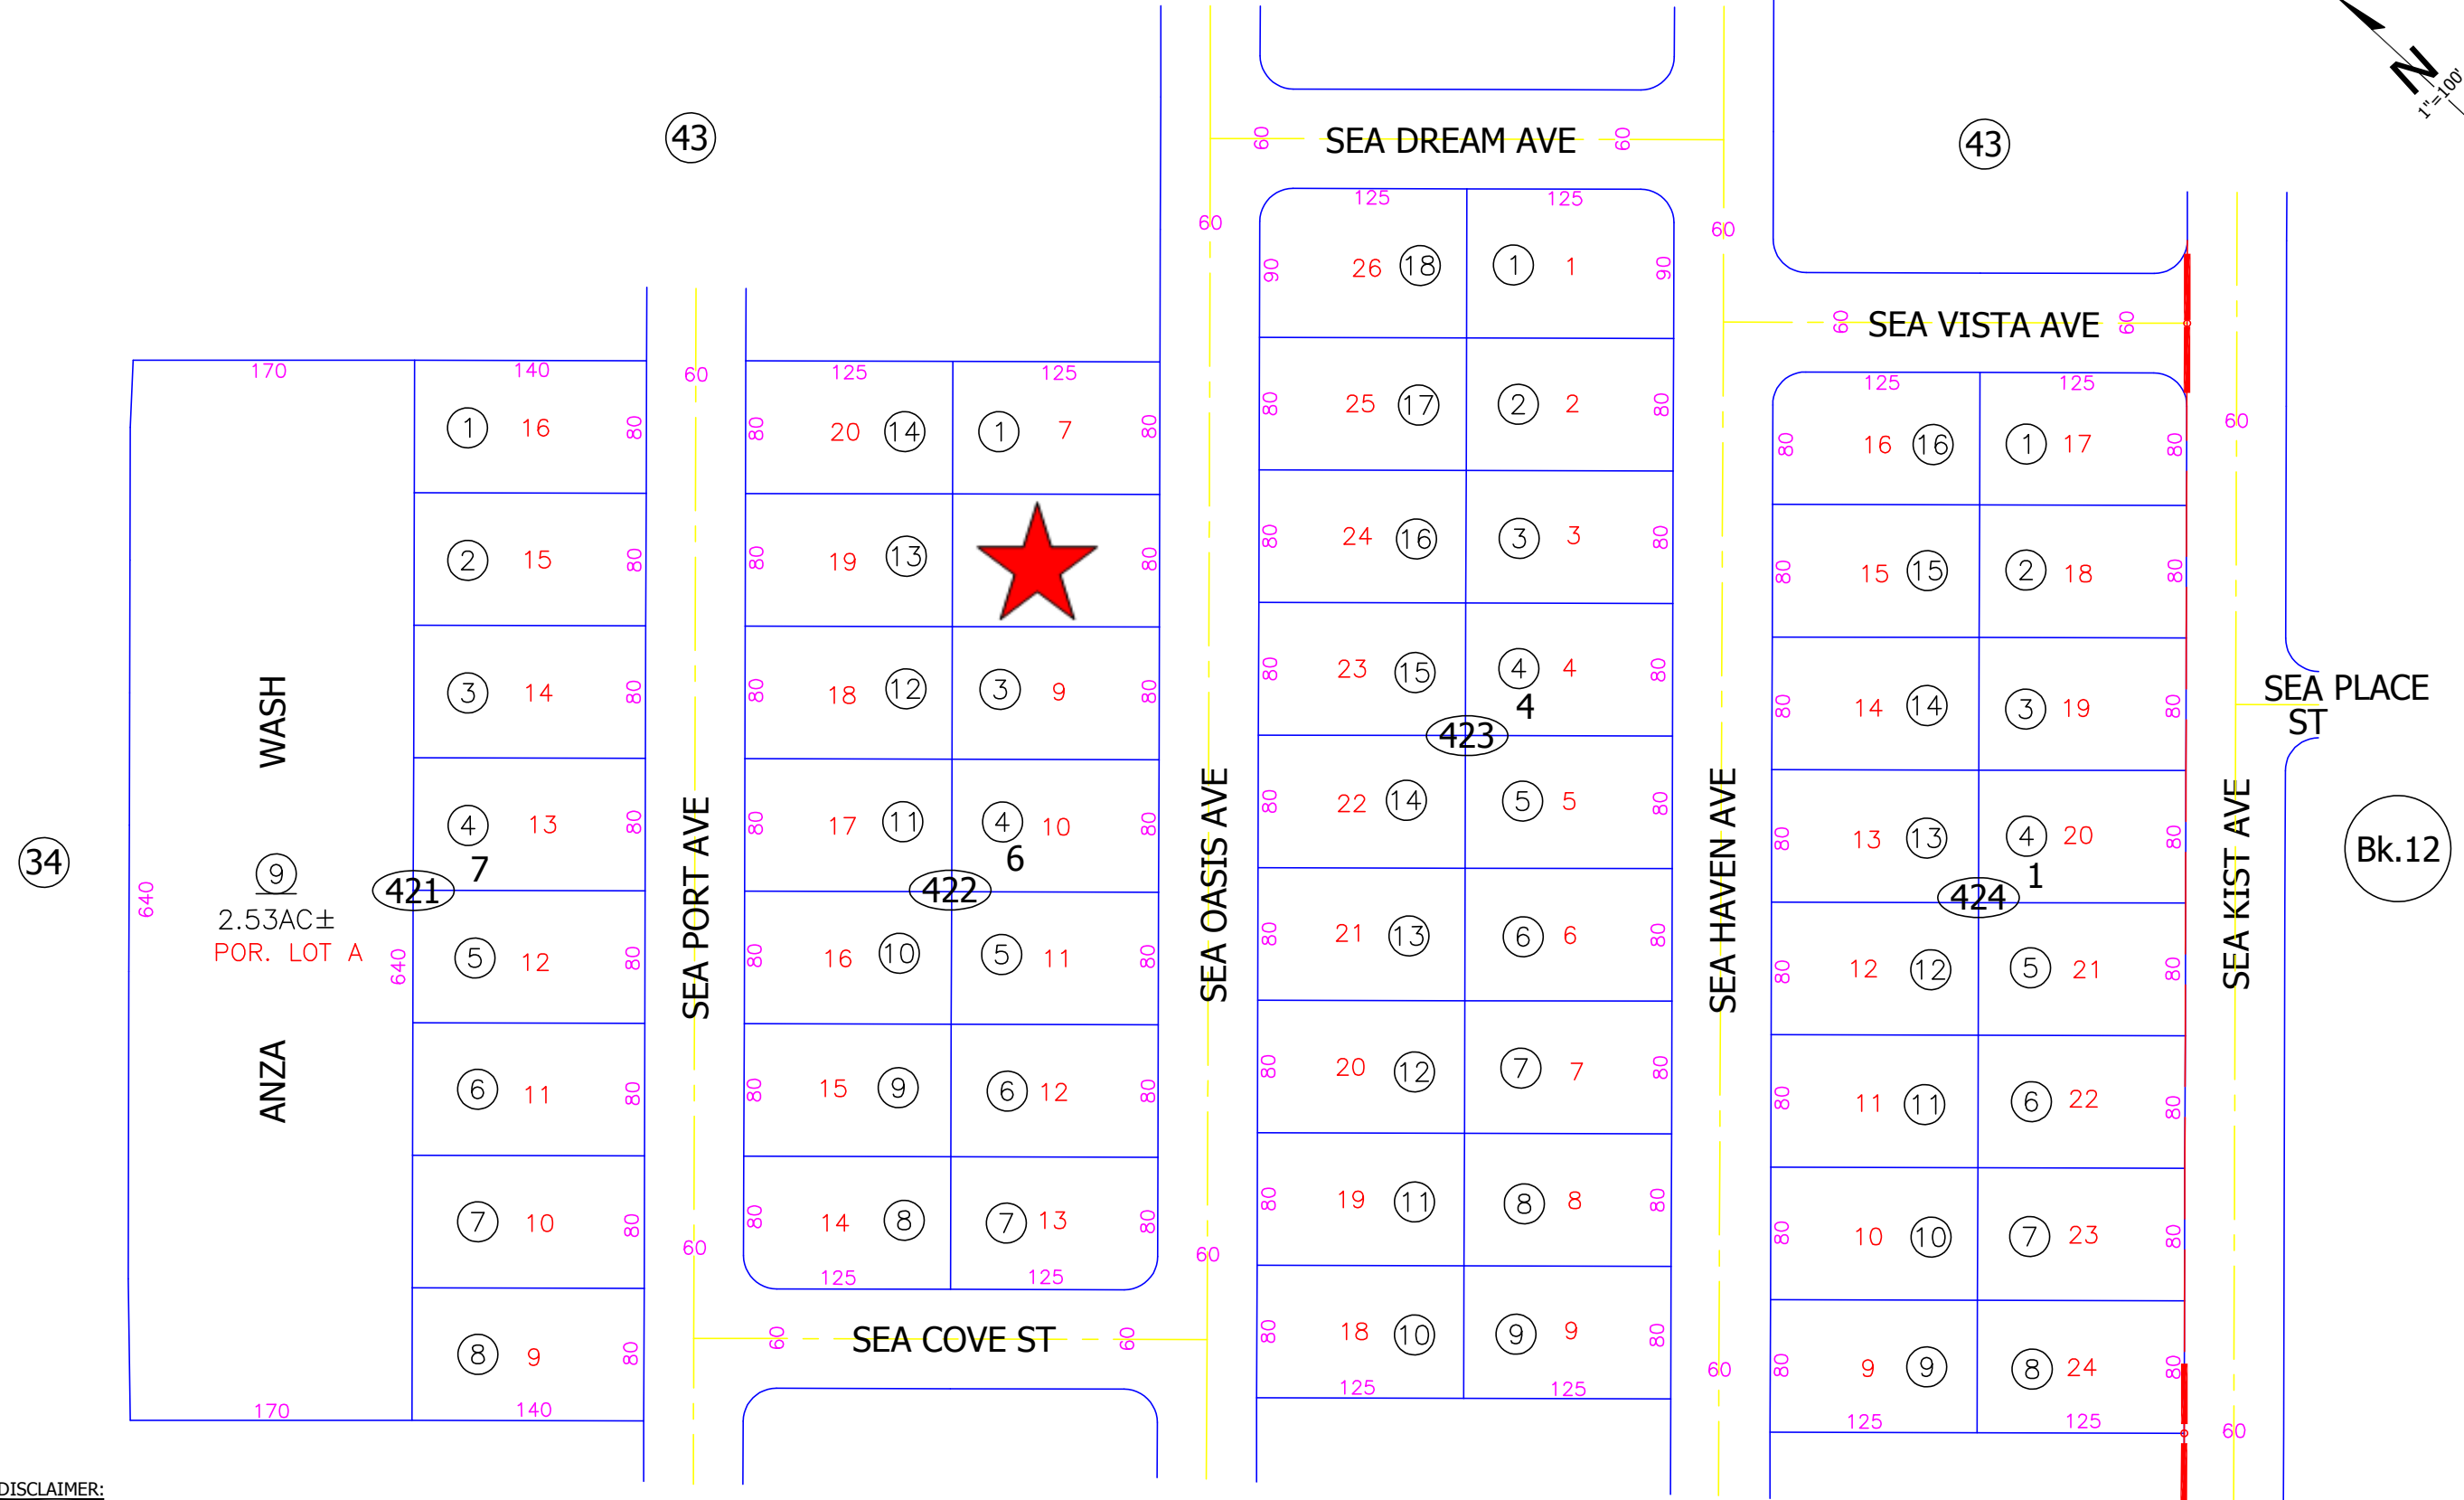 43
43
N
1"=100'
SEA DREAM AVE
60
60
60
60
125
125
26 18 1 1
90
90
25 17 2 2
80
80
24 16 3 3
80
80
23 15 4 4
80
80
4
423
22 14 5 5
80
80
21 13 6 6
80
80
20 12 7 7
80
80
19 11 8 8
80
80
18 10 9 9
80
80
125
125
SEA VISTA AVE
60
60
60
125
125
16 16 1 17
80
80
15 15 2 18
80
80
14 14 3 19
80
80
13 13 4 20
80
80
1
424
12 12 5 21
80
80
11 11 6 22
80
80
10 10 7 23
80
80
9 9 8 24
80
80
125
125
60
60
60
SEA PLACE
ST
Bk.12
SEA KIST AVE
SEA HAVEN AVE
SEA OASIS AVE
SEA PORT AVE
170
140
60
125
125
1 16
80
2 15
80
3 14
80
4 13
80
7
421
5 12
80
6 11
80
7 10
80
8 9
80
170
140
34
WASH
ANZA
9
2.53AC±
POR. LOT A
640
640
20 14 1 7
80
80
19 13
80
80
18 12 3 9
80
80
17 11 4 10
80
80
6
422
16 10 5 11
80
80
15 9 6 12
80
80
14 8 7 13
80
80
125
125
60
60
SEA COVE ST
60
60
DISCLAIMER: